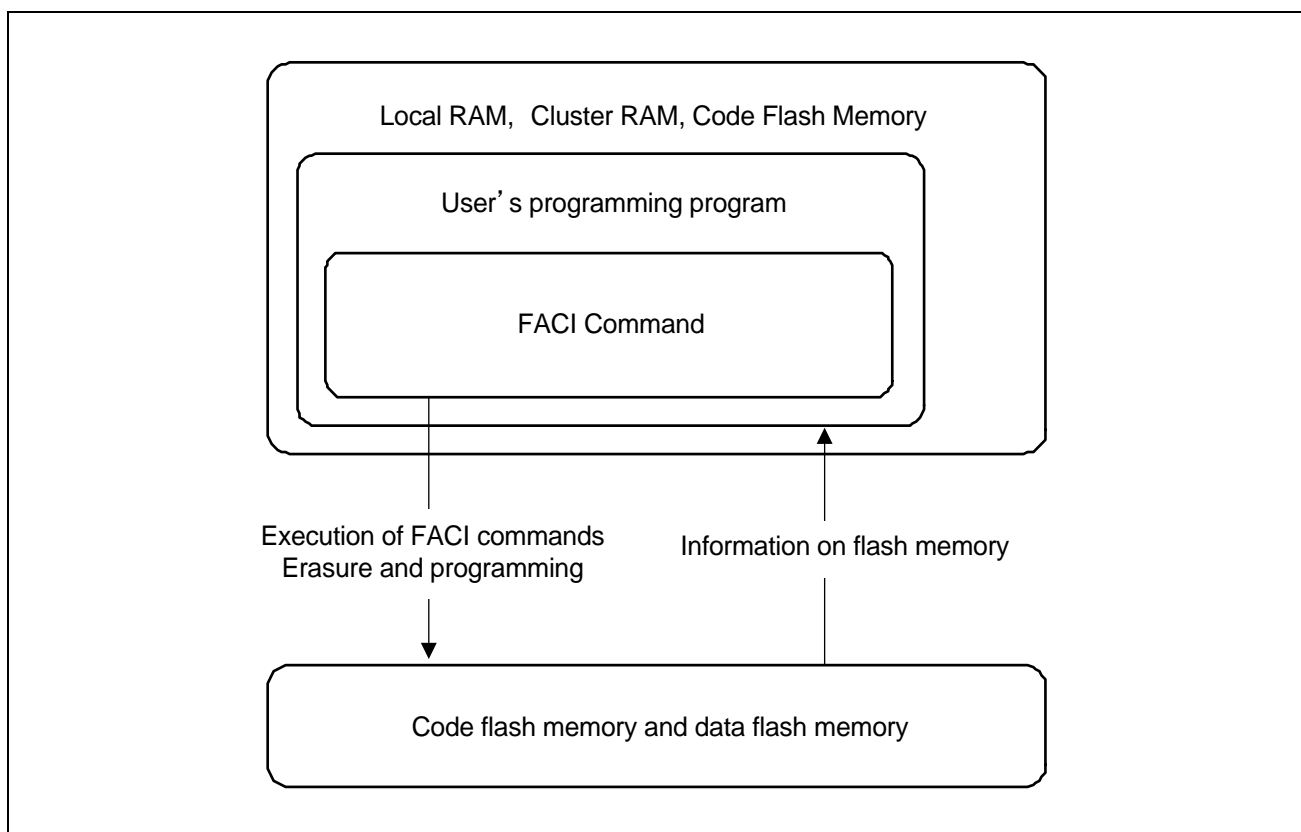 Local RAM, Cluster RAM, Code Flash Memory
User’s programming program
FACI Command
Execution of FACI commands
Erasure and programming
Information on flash memory
Code flash memory and data flash memory